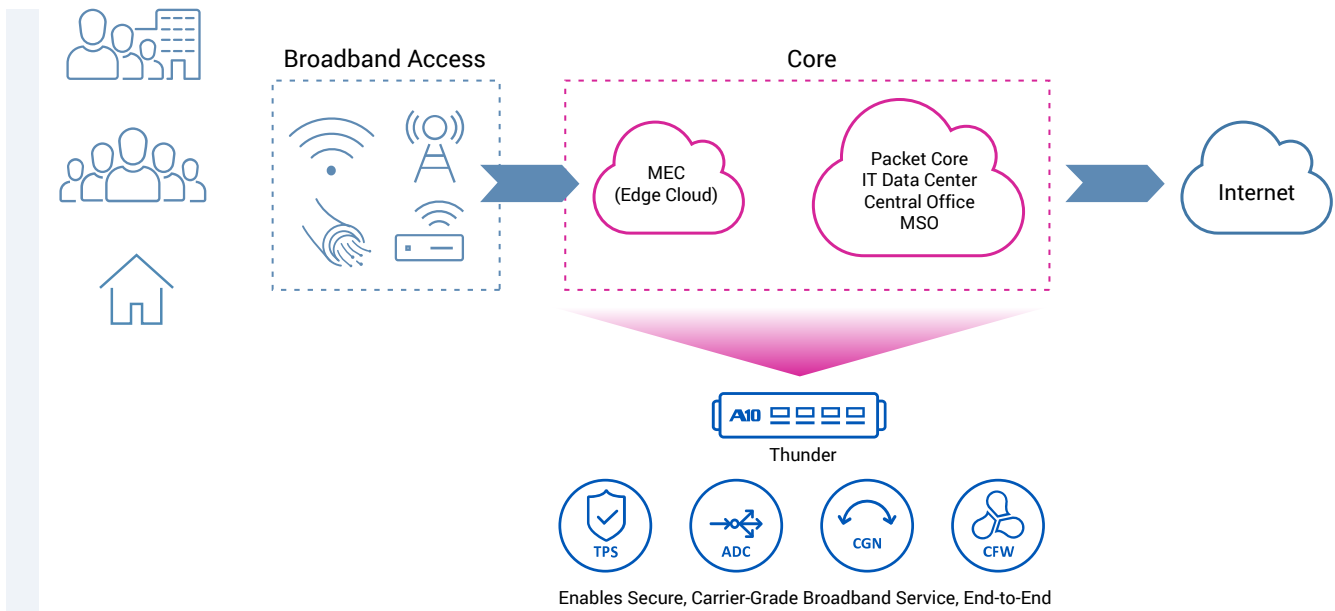 Broadband Access
Core
MEC
(Edge Cloud)
Packet Core
IT Data Center
Central Office
MSO
Internet
A10
Thunder
TPS
ADC
CGN
CFW
Enables Secure, Carrier-Grade Broadband Service, End-to-End